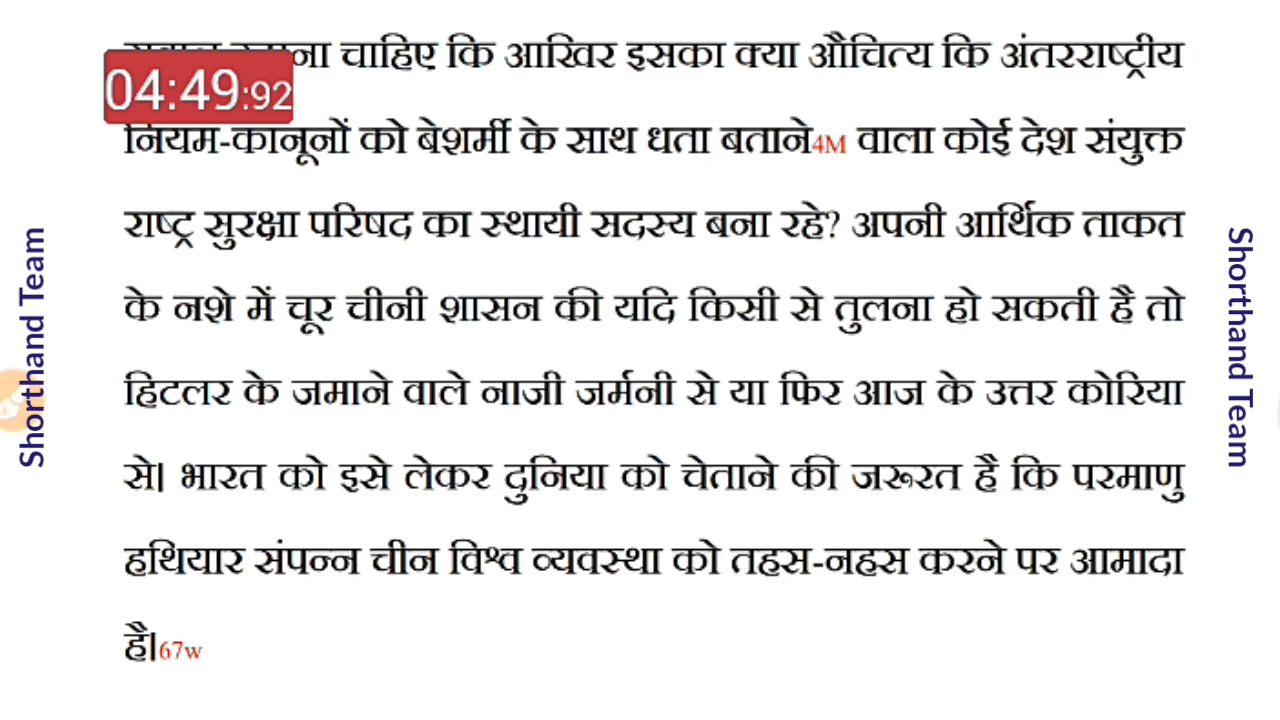 ना चाहिए कि आखिर इसका क्या औचित्य कि अंतरराष्ट्रीय
04:49:92
नियम-कानूनों को बेशर्मी के साथ धता बताने4M वाला कोई देश संयुक्त
राष्ट्र सुरक्षा परिषद का स्थायी सदस्य बना रहे? अपनी आर्थिक ताकत
के नशे में चूर चीनी शासन की यदि किसी से तुलना हो सकती है तो
हिटलर के जमाने वाले नाजी जर्मनी से या फिर आज के उत्तर कोरिया
से| भारत को इसे लेकर दुनिया को चेताने की जरूरत है कि परमाणु
हथियार संपन्न चीन विश्व व्यवस्था को तहस-नहस करने पर आमादा
है|67w
Shorthand Team
Shorthand Team